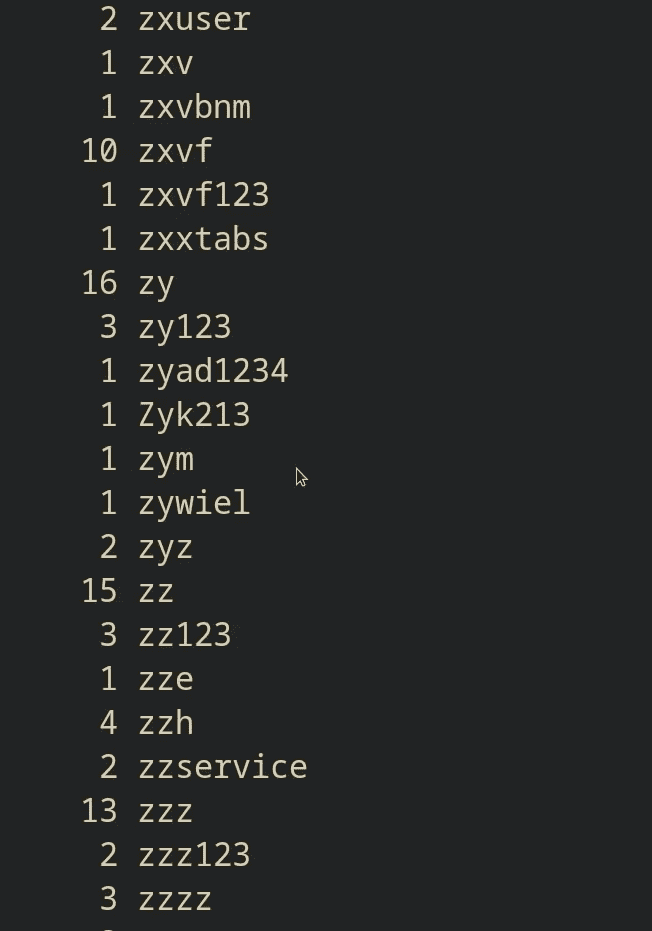 2 zxuser
1 zxv
1 zxvbnm
10 zxvf
1 zxvf123
1 zxxtabs
16 zy
3 zy123
1 zyad1234
1 Zyk213
1 zym
1 zywiel
2 zyz
15 zz
3 zz123
1 zze
4 zzh
2 zzservice
13 zzz
2 zzz123
3 zzzz